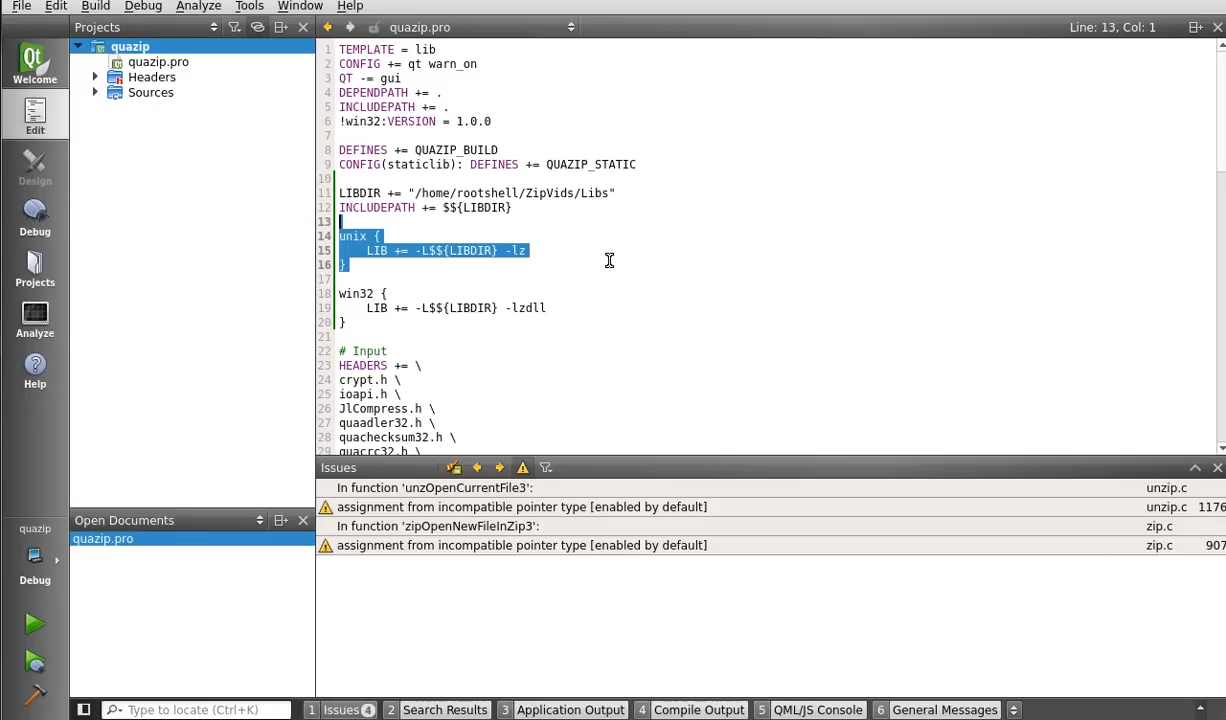 File Edit Build Debug Analyze Tools Window Help
Projects
quazip.pro
Line: 13, Col: 1
Welcome
Edit
Design
Debug
Projects
Analyze
Help
quazip
Debug
quazip
quazip.pro
Headers
Sources
Open Documents
quazip.pro
1 TEMPLATE = lib
2 CONFIG += qt warn_on
3 QT -= gui
4 DEPENDPATH += .
5 INCLUDEPATH += .
6 !win32:VERSION = 1.0.0
7
8 DEFINES += QUAZIP_BUILD
9 CONFIG(staticlib): DEFINES += QUAZIP_STATIC
10
11 LIBDIR += "/home/rootshell/ZipVids/Libs"
12 INCLUDEPATH += $${LIBDIR}
13
14 unix {
15 LIB += -L$${LIBDIR} -lz
16 }
17
18 win32 {
19 LIB += -L$${LIBDIR} -lzdll
20 }
21
22 # Input
23 HEADERS += \
24 crypt.h \
25 ioapi.h \
26 JlCompress.h \
27 quaadler32.h \
28 quachecksum32.h \
29 quacrc32.h \
Issues
In function 'unzOpenCurrentFile3': unzip.c
assignment from incompatible pointer type [enabled by default] unzip.c 1176
In function 'zipOpenNewFileInZip3': zip.c
assignment from incompatible pointer type [enabled by default] zip.c 907
Type to locate (Ctrl+K)
1 Issues 4 2 Search Results 3 Application Output 4 Compile Output 5 QML/JS Console 6 General Messages